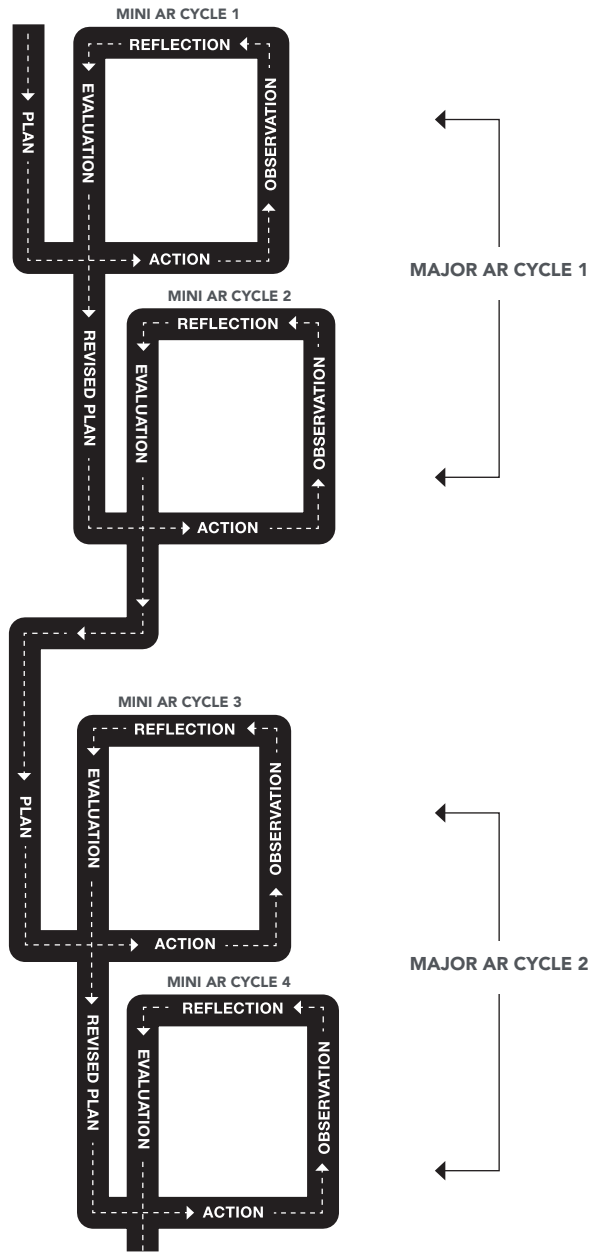 MINI AR CYCLE 1
REFLECTION
PLAN
EVALUATION
OBSERVATION
ACTION
MAJOR AR CYCLE 1
MINI AR CYCLE 2
REFLECTION
REVISED PLAN
EVALUATION
OBSERVATION
ACTION
MINI AR CYCLE 3
REFLECTION
PLAN
EVALUATION
OBSERVATION
ACTION
MAJOR AR CYCLE 2
MINI AR CYCLE 4
REFLECTION
REVISED PLAN
EVALUATION
OBSERVATION
ACTION